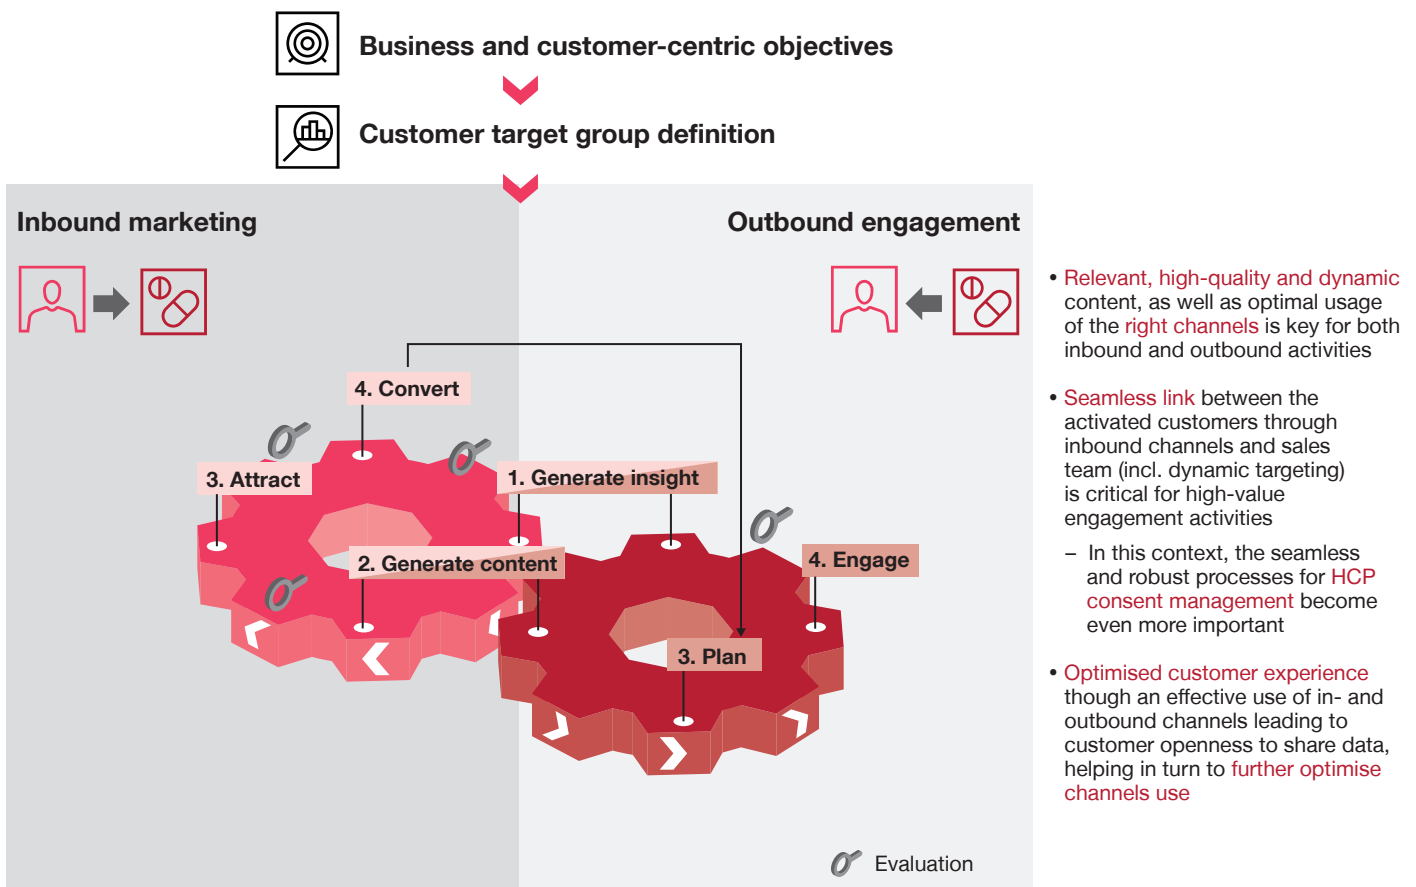 Business and customer-centric objectives
Customer target group definition
Inbound marketing
Outbound engagement
4. Convert
3. Attract
1. Generate insight
2. Generate content
4. Engage
3. Plan
Evaluation
• Relevant, high-quality and dynamic
content, as well as optimal usage
of the right channels is key for both
inbound and outbound activities
• Seamless link between the
activated customers through
inbound channels and sales
team (incl. dynamic targeting)
is critical for high-value
engagement activities
– In this context, the seamless
and robust processes for HCP
consent management become
even more important
• Optimised customer experience
though an effective use of in- and
outbound channels leading to
customer openness to share data,
helping in turn to further optimise
channels use